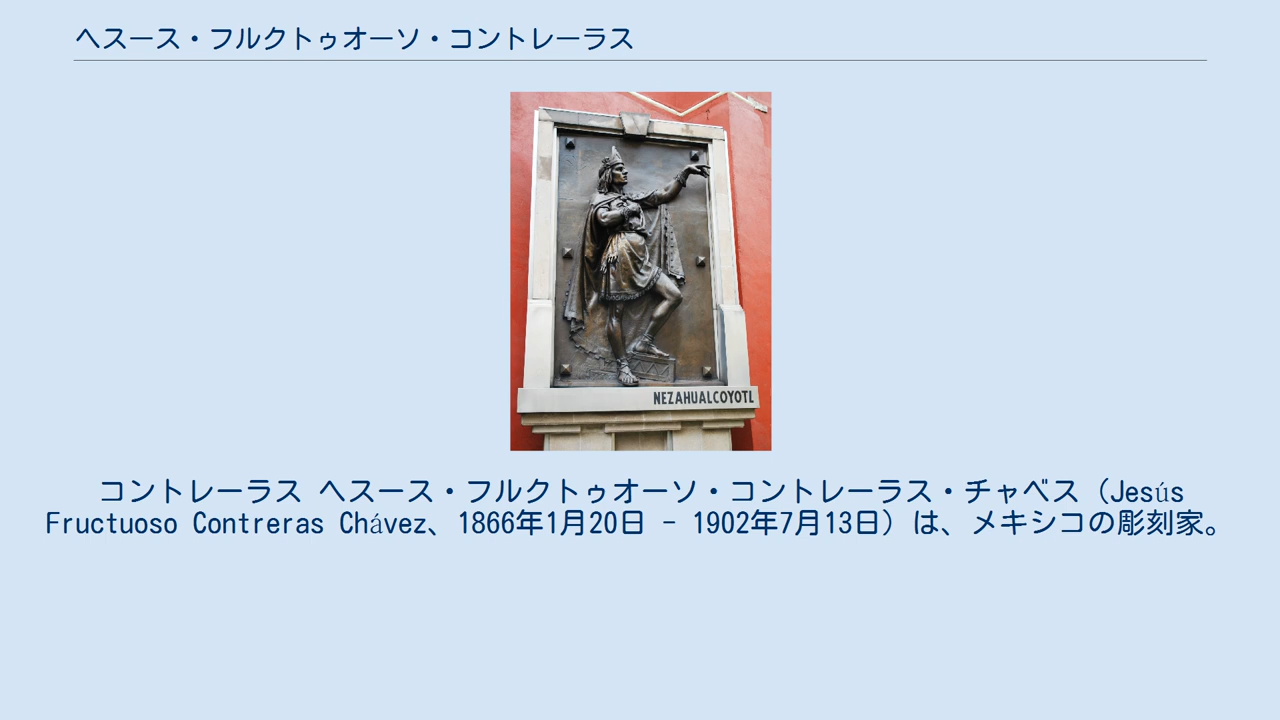 ヘスース・フルクトゥオーソ・コントレーラス
NEZAHUALCOYOTL
コントレーラス ヘスース・フルクトゥオーソ・コントレーラス・チャベス（Jesús
Fructuoso Contreras Chávez、1866年1月20日 - 1902年7月13日）は、メキシコの彫刻家。